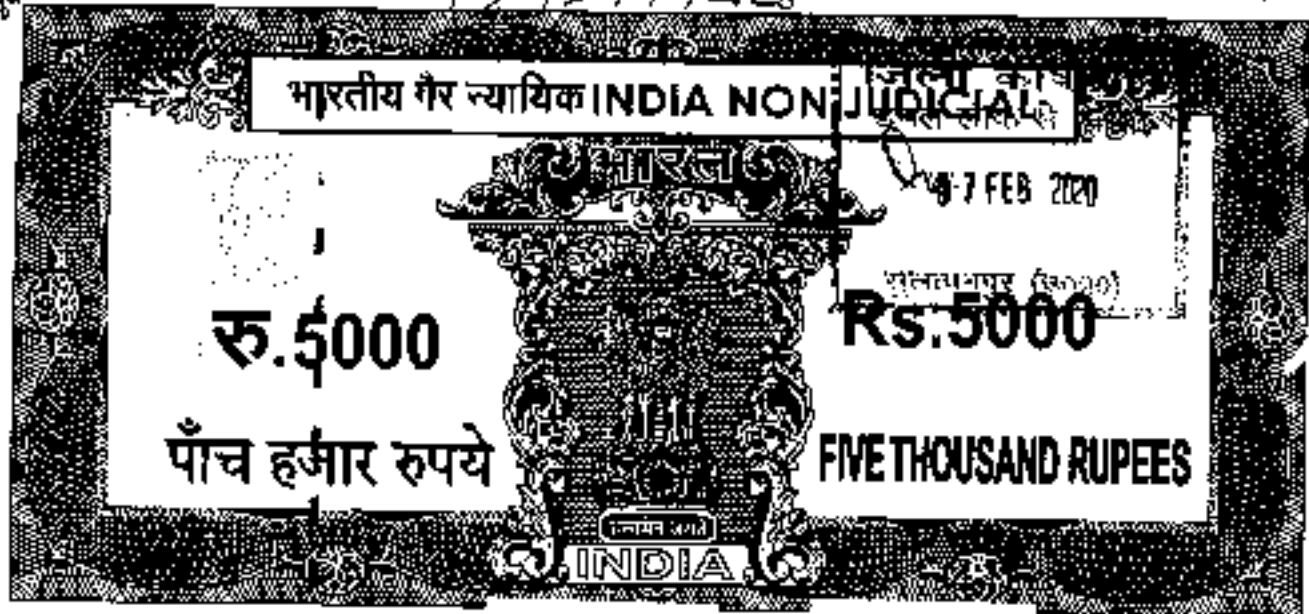 भारतीय गैर न्यायिक INDIA NON JUDICIAL
भारत
7 FEB 2020
रु.5000
Rs.5000
पाँच हजार रुपये
FIVE THOUSAND RUPEES
INDIA